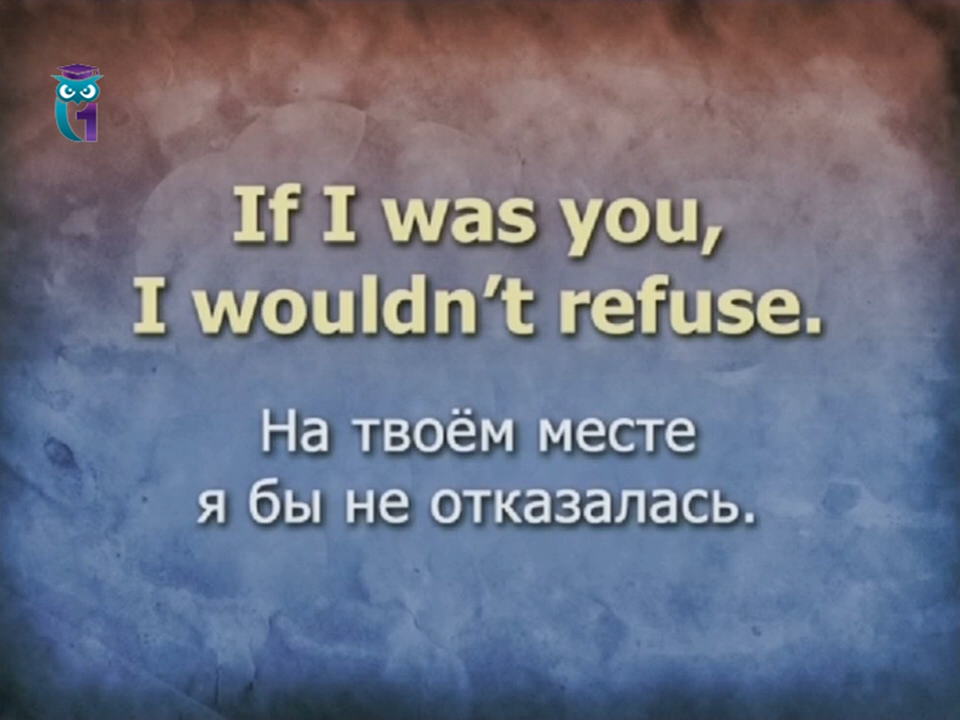 If I was you,
I wouldn't refuse.
На твоём месте
я бы не отказалась.